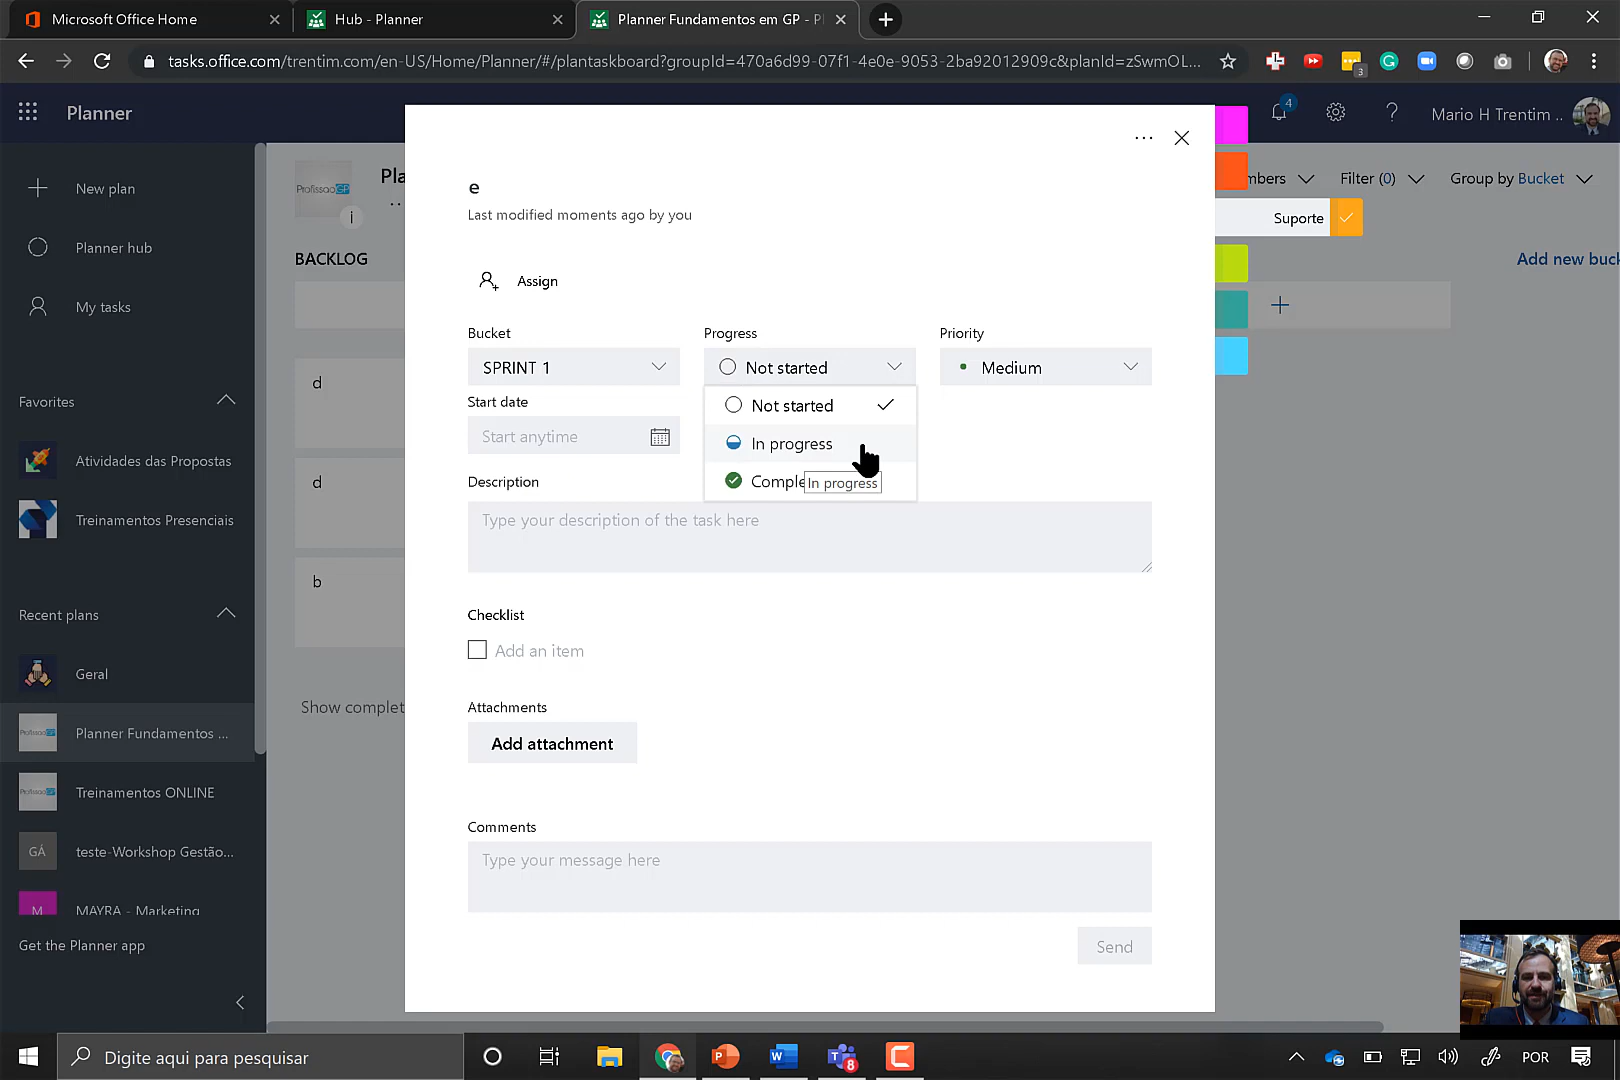 Microsoft Office Home
Hub - Planner
Planner Fundamentos em GP - Pl
tasks.office.com/trentim.com/en-US/Home/Planner/#/plantaskboard?groupId=470a6d99-07f1-4e0e-9053-2ba92012909c&planId=zSwmOL...
3
Planner
4
?
Mario H Trentim ..
New plan
Planner hub
My tasks
Favorites
Atividades das Propostas
Treinamentos Presenciais
Recent plans
Geral
Planner Fundamentos ...
Treinamentos ONLINE
GÁ
teste-Workshop Gestão...
M
MAYRA - Marketing
Get the Planner app
ProfissaoGP
Pla
BACKLOG
d
d
b
Show complet
mbers
Filter (0)
Group by Bucket
Suporte
Add new buck
e
Last modified moments ago by you
Assign
Bucket
Progress
Priority
SPRINT 1
Not started
Medium
Start date
Not started
Start anytime
In progress
Comple
In progress
Description
Type your description of the task here
Checklist
Add an item
Attachments
Add attachment
Comments
Type your message here
Send
Digite aqui para pesquisar
8
POR